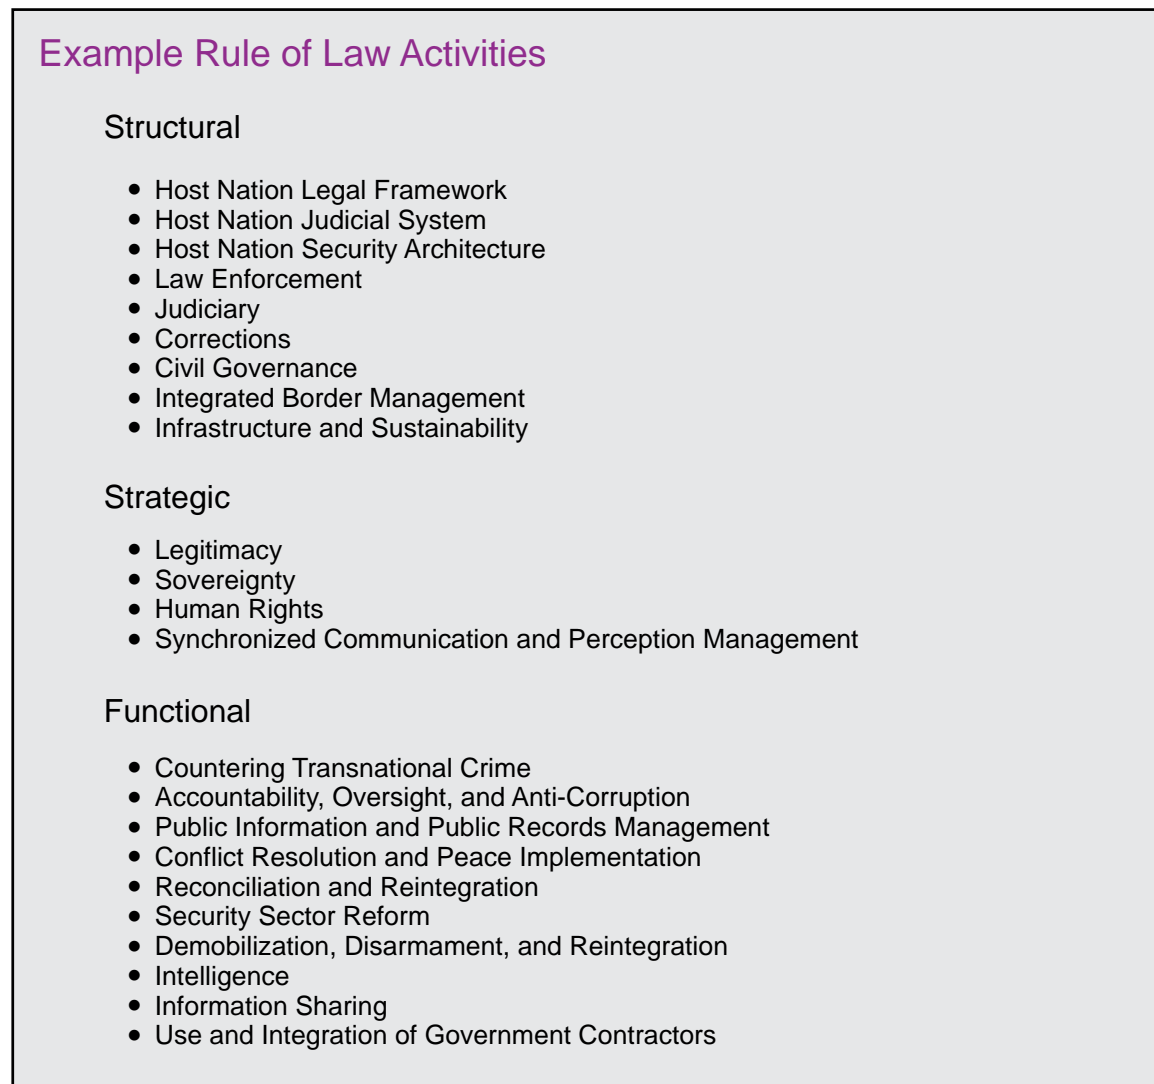 Example Rule of Law Activities
Structural
• Host Nation Legal Framework
• Host Nation Judicial System
• Host Nation Security Architecture
• Law Enforcement
• Judiciary
• Corrections
• Civil Governance
• Integrated Border Management
• Infrastructure and Sustainability
Strategic
• Legitimacy
• Sovereignty
• Human Rights
• Synchronized Communication and Perception Management
Functional
• Countering Transnational Crime
• Accountability, Oversight, and Anti-Corruption
• Public Information and Public Records Management
• Conflict Resolution and Peace Implementation
• Reconciliation and Reintegration
• Security Sector Reform
• Demobilization, Disarmament, and Reintegration
• Intelligence
• Information Sharing
• Use and Integration of Government Contractors